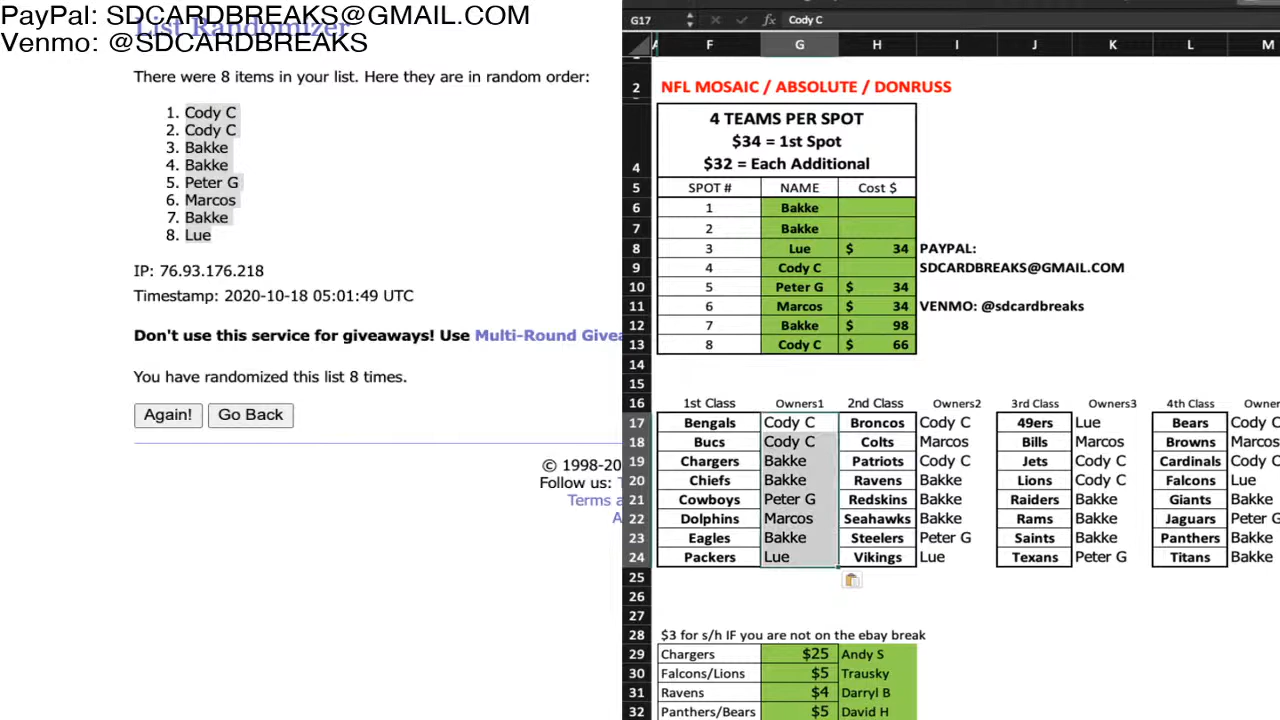 PayPal: SDCARDBREAKS@GMAIL.COM
List Randomizer
Venmo: @SDCARDBREAKS
There were 8 items in your list. Here they are in random order:
1. Cody C
2. Cody C
3. Bakke
4. Bakke
5. Peter G
6. Marcos
7. Bakke
8. Lue
IP: 76.93.176.218
Timestamp: 2020-10-18 05:01:49 UTC
Don't use this service for giveaways! Use Multi-Round Givea
You have randomized this list 8 times.
Again! Go Back
© 1998-20
Follow us:
Terms a
G17 fx Cody C
F G H I J K L M
2 NFL MOSAIC / ABSOLUTE / DONRUSS
4 TEAMS PER SPOT
$34 = 1st Spot
4 $32 = Each Additional
5 SPOT # NAME Cost $
6 1 Bakke
7 2 Bakke
8 3 Lue $ 34 PAYPAL:
9 4 Cody C SDCARDBREAKS@GMAIL.COM
10 5 Peter G $ 34
11 6 Marcos $ 34 VENMO: @sdcardbreaks
12 7 Bakke $ 98
13 8 Cody C $ 66
14
15
16 1st Class Owners1 2nd Class Owners2 3rd Class Owners3 4th Class Owner
17 Bengals Cody C Broncos Cody C 49ers Lue Bears Cody C
18 Bucs Cody C Colts Marcos Bills Marcos Browns Marcos
19 Chargers Bakke Patriots Cody C Jets Cody C Cardinals Cody C
20 Chiefs Bakke Ravens Bakke Lions Cody C Falcons Lue
21 Cowboys Peter G Redskins Bakke Raiders Bakke Giants Bakke
22 Dolphins Marcos Seahawks Bakke Rams Bakke Jaguars Peter G
23 Eagles Bakke Steelers Peter G Saints Bakke Panthers Bakke
24 Packers Lue Vikings Lue Texans Peter G Titans Bakke
25
26
27
28 $3 for s/h IF you are not on the ebay break
29 Chargers $25 Andy S
30 Falcons/Lions $5 Trausky
31 Ravens $4 Darryl B
32 Panthers/Bears $5 David H